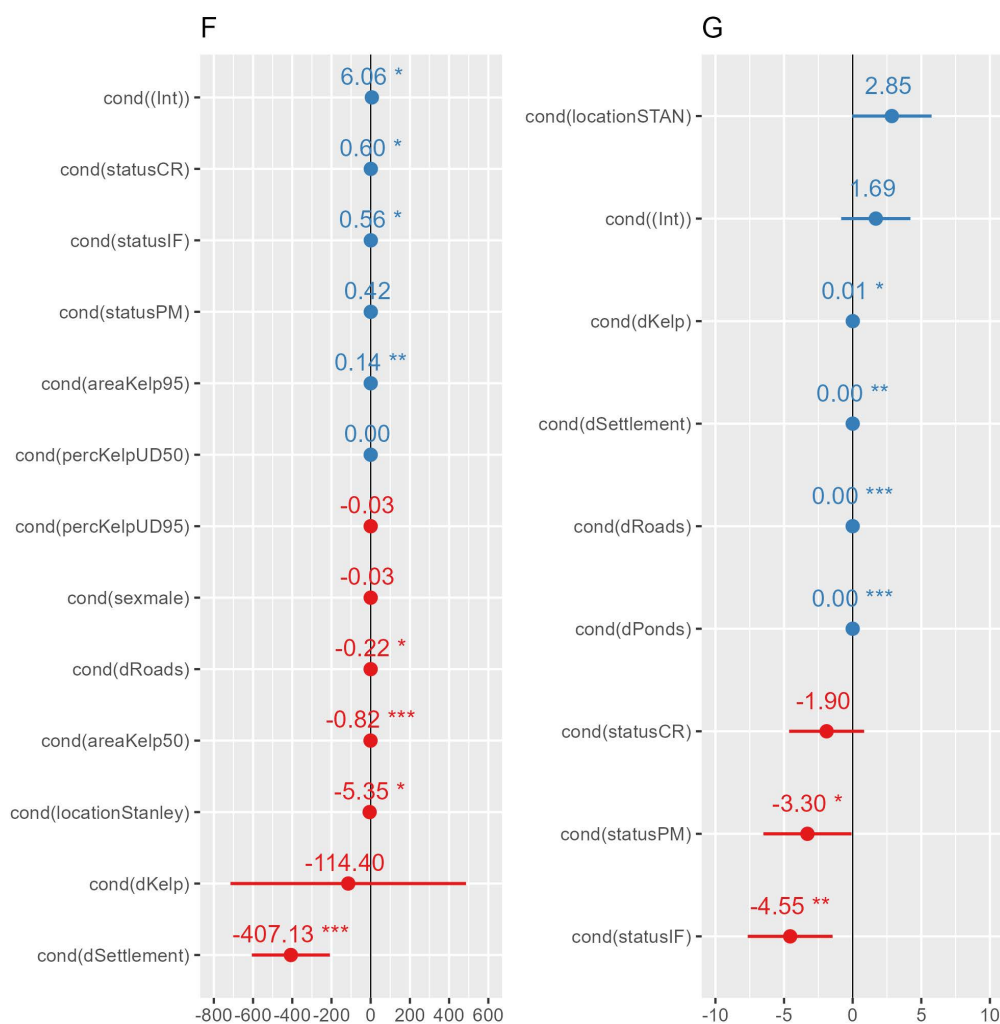 F
cond((Int))
6.06 *
cond(statusCR)
0.60 *
cond(statusIF)
0.56 *
cond(statusPM)
0.42
cond(areaKelp95)
0.14 **
cond(percKelpUD50)
0.00
cond(percKelpUD95)
-0.03
cond(sexmale)
-0.03
cond(dRoads)
-0.22 *
cond(areaKelp50)
-0.82 ***
cond(locationStanley)
-5.35 *
cond(dKelp)
-114.40
cond(dSettlement)
-407.13 ***
-800 -600 -400 -200 0 200 400 600
G
cond(locationSTAN)
2.85
cond((Int))
1.69
cond(dKelp)
0.01 *
cond(dSettlement)
0.00 **
cond(dRoads)
0.00 ***
cond(dPonds)
0.00 ***
cond(statusCR)
-1.90
cond(statusPM)
-3.30 *
cond(statusIF)
-4.55 **
-10 -5 0 5 10